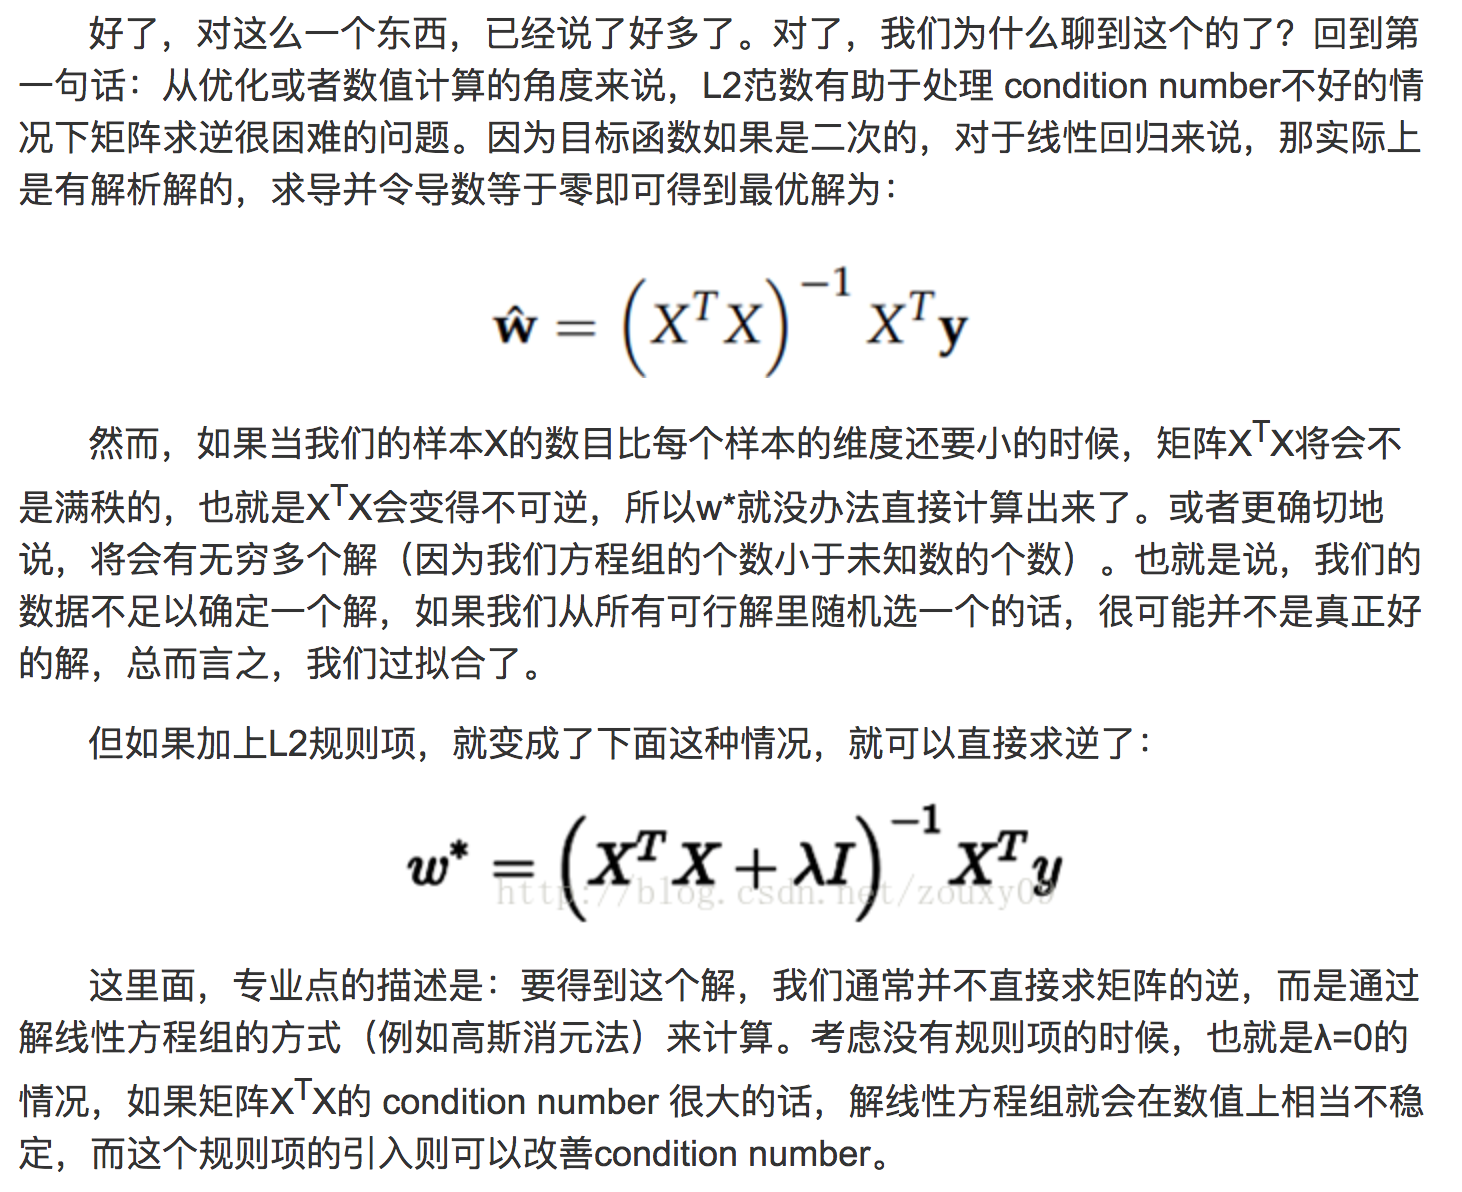 好了，对这么一个东西，已经说了好多了。对了，我们为什么聊到这个的了？回到第
一句话：从优化或者数值计算的角度来说，L2范数有助于处理 condition number不好的情
况下矩阵求逆很困难的问题。因为目标函数如果是二次的，对于线性回归来说，那实际上
是有解析解的，求导并令导数等于零即可得到最优解为：
ŵ = (X^T X)^{-1} X^T y
然而，如果当我们的样本X的数目比每个样本的维度还要小的时候，矩阵X^TX将会不
是满秩的，也就是X^TX会变得不可逆，所以w*就没办法直接计算出来了。或者更确切地
说，将会有无穷多个解（因为我们方程组的个数小于未知数的个数）。也就是说，我们的
数据不足以确定一个解，如果我们从所有可行解里随机选一个的话，很可能并不是真正好
的解，总而言之，我们过拟合了。
但如果加上L2规则项，就变成了下面这种情况，就可以直接求逆了：
w* = (X^T X + λI)^{-1} X^T y
http://blog.csdn.net/zouxy09
这里面，专业点的描述是：要得到这个解，我们通常并不直接求矩阵的逆，而是通过
解线性方程组的方式（例如高斯消元法）来计算。考虑没有规则项的时候，也就是λ=0的
情况，如果矩阵X^TX的 condition number 很大的话，解线性方程组就会在数值上相当不稳
定，而这个规则项的引入则可以改善condition number。